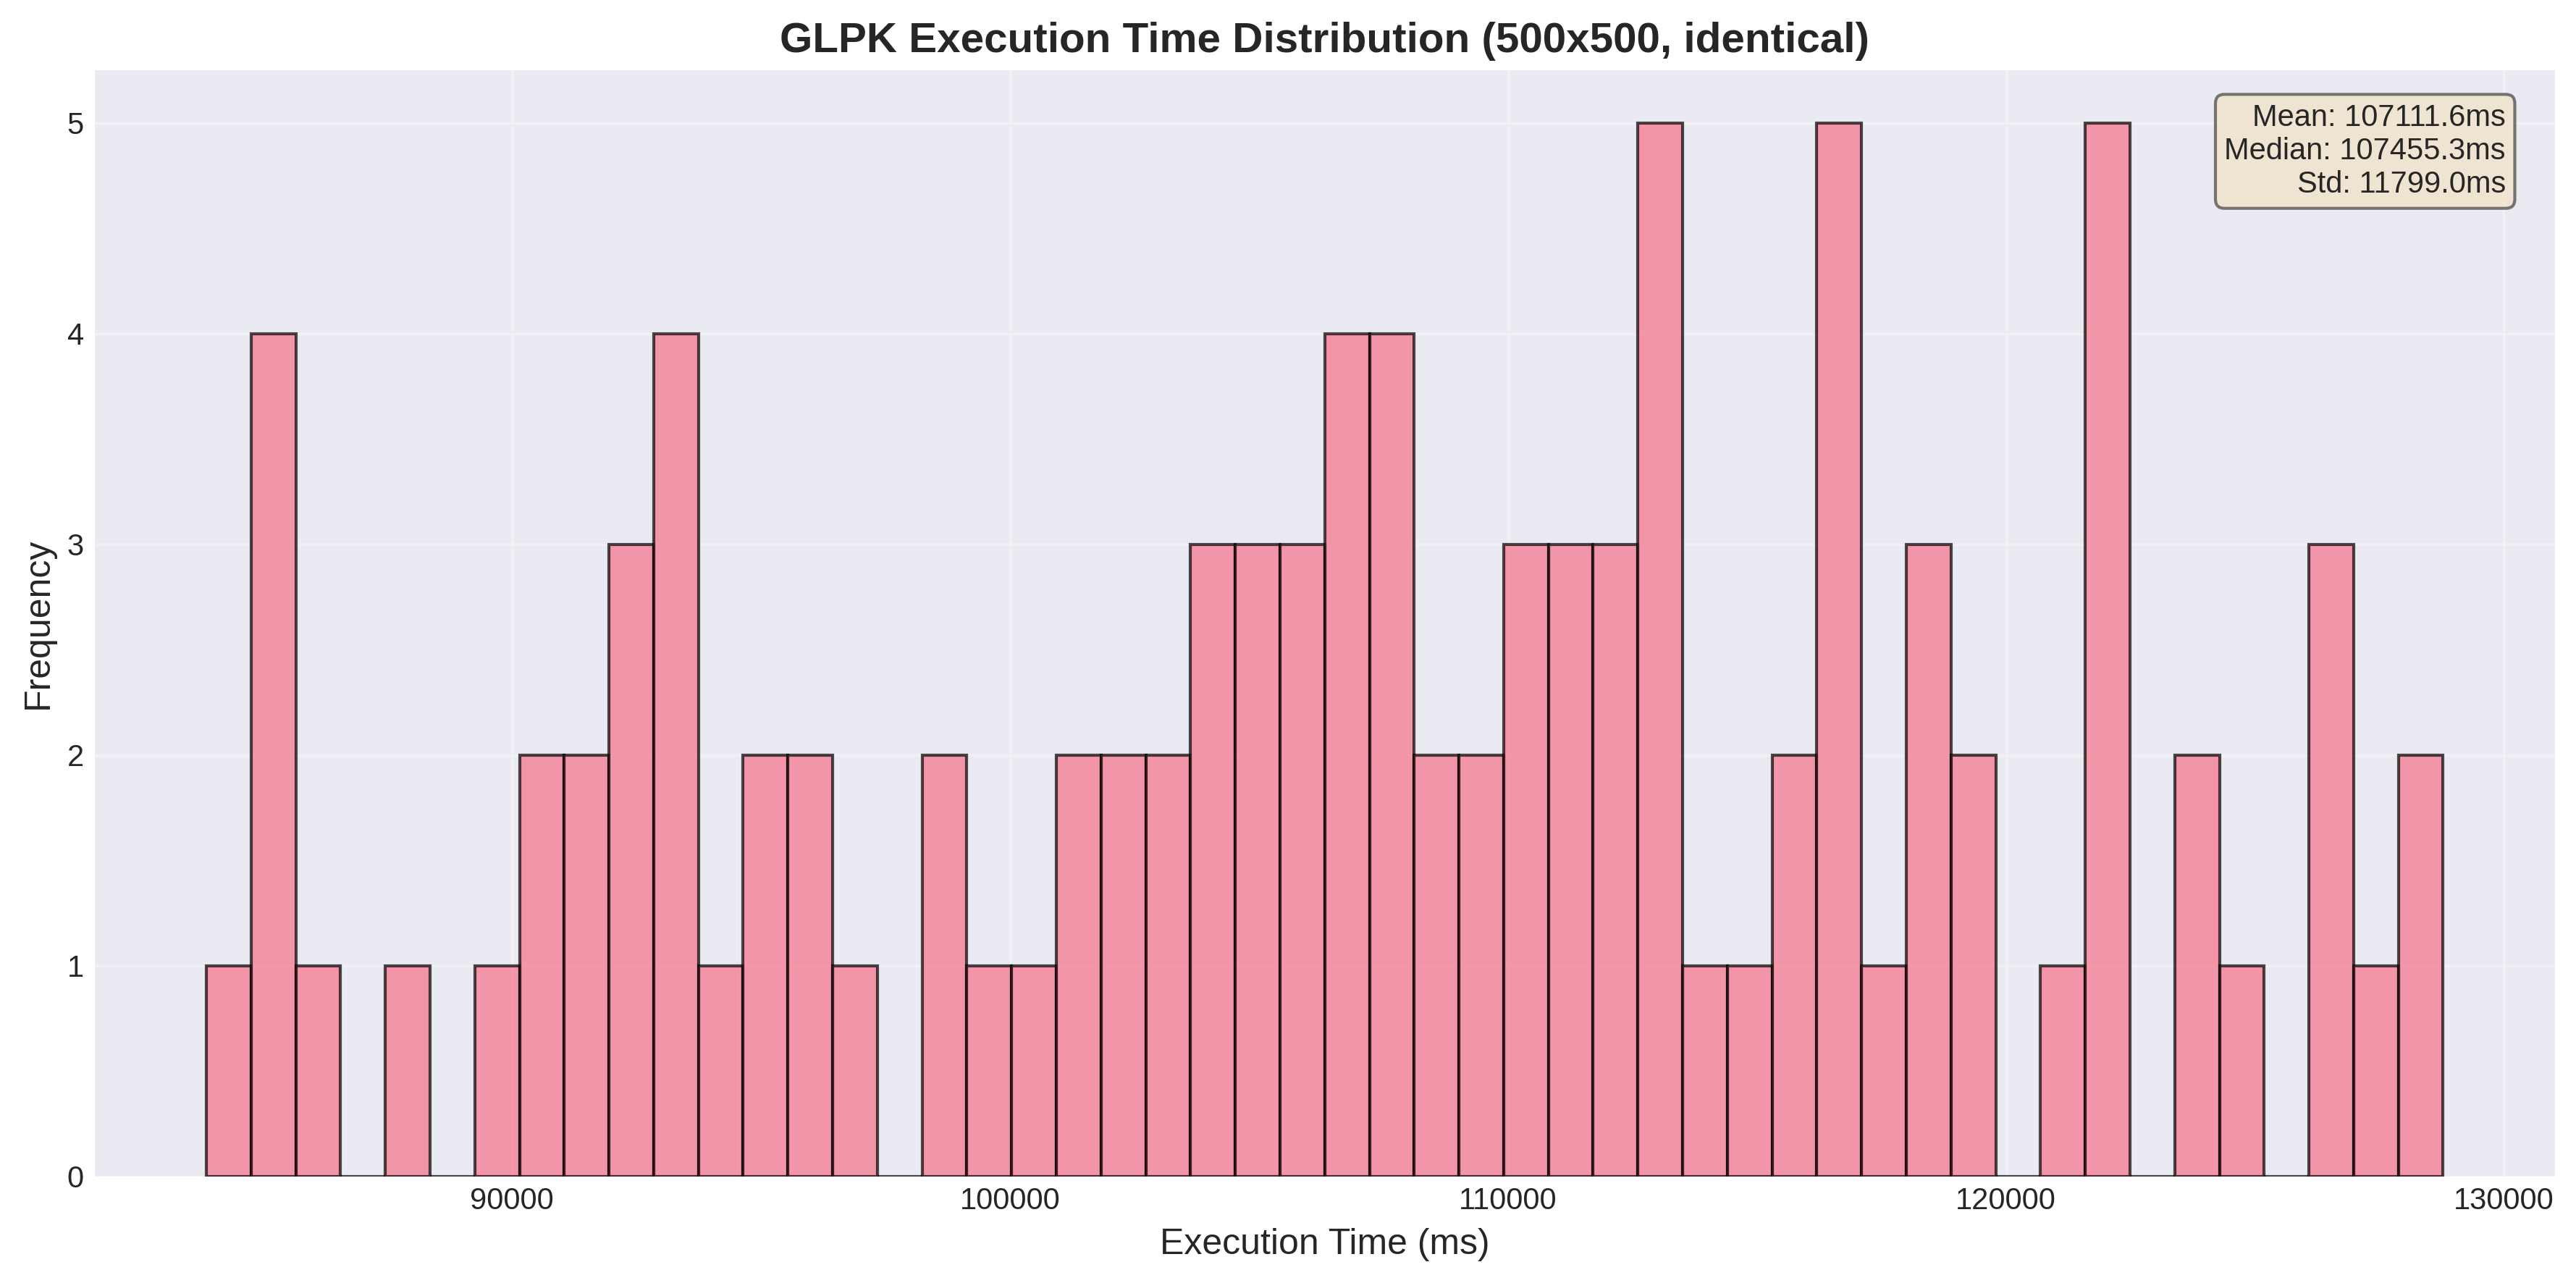 GLPK Execution Time Distribution (500x500, identical)
Mean: 107111.6ms
Median: 107455.3ms
Std: 11799.0ms
Frequency
5
4
3
2
1
0
90000 100000 110000 120000 130000
Execution Time (ms)